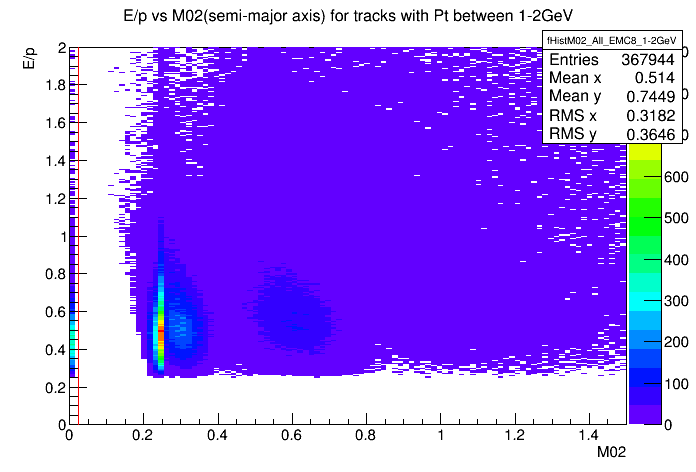 E/p vs M02(semi-major axis) for tracks with Pt between 1-2GeV
fHistM02_All_EMC8_1-2GeV
Entries 367944
Mean x 0.514
Mean y 0.7449
RMS x 0.3182
RMS y 0.3646
E/p
2
1.8
1.6
1.4
1.2
1
0.8
0.6
0.4
0.2
0
0 0.2 0.4 0.6 0.8 1 1.2 1.4
M02
600
500
400
300
200
100
0